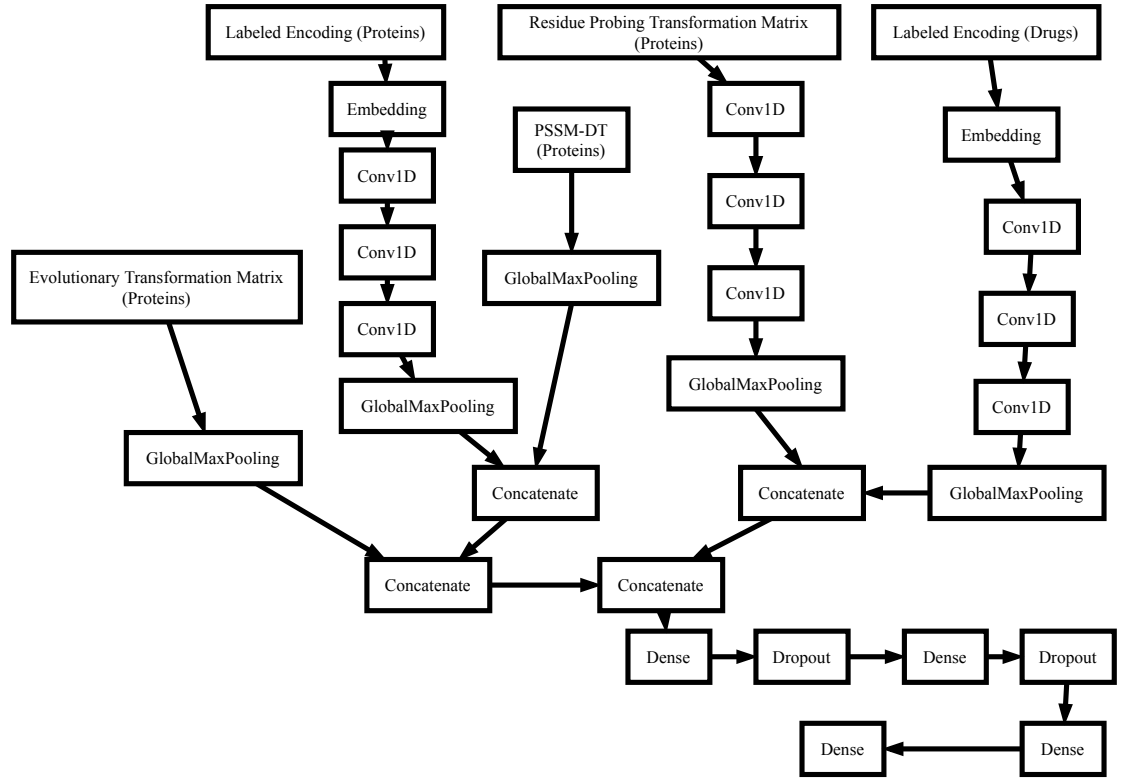 Labeled Encoding (Proteins)
Residue Probing Transformation Matrix
(Proteins)
Labeled Encoding (Drugs)
Embedding
Conv1D
PSSM-DT
(Proteins)
Embedding
Conv1D
Conv1D
Conv1D
Conv1D
Evolutionary Transformation Matrix
(Proteins)
GlobalMaxPooling
Conv1D
Conv1D
Conv1D
GlobalMaxPooling
GlobalMaxPooling
Conv1D
GlobalMaxPooling
Concatenate
Concatenate
GlobalMaxPooling
Concatenate
Concatenate
Dense
Dropout
Dense
Dropout
Dense
Dense